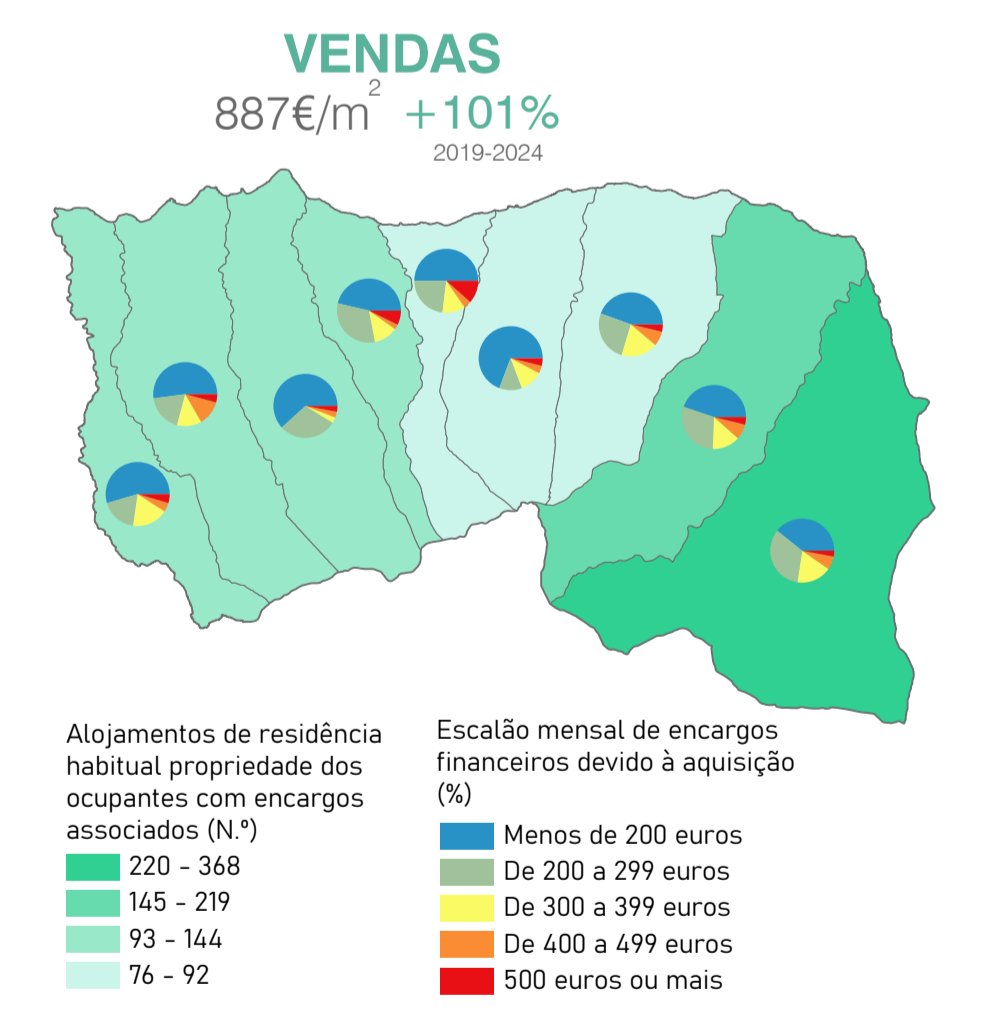 VENDAS
887€/m²
+101%
2019-2024
Alojamentos de residência
habitual propriedade dos
ocupantes com encargos
associados (N.º)
220 - 368
145 - 219
93 - 144
76 - 92
Escalão mensal de encargos
financeiros devido à aquisição
(%)
Menos de 200 euros
De 200 a 299 euros
De 300 a 399 euros
De 400 a 499 euros
500 euros ou mais